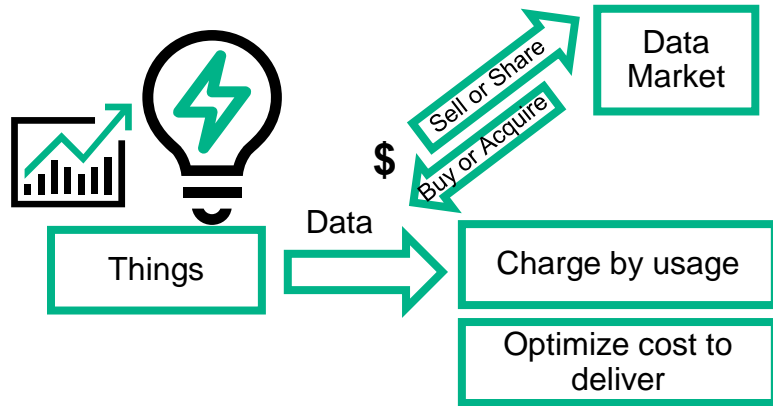 Data
Market
Sell or Share
Buy or Acquire
$
Data
Things
Charge by usage
Optimize cost to
deliver